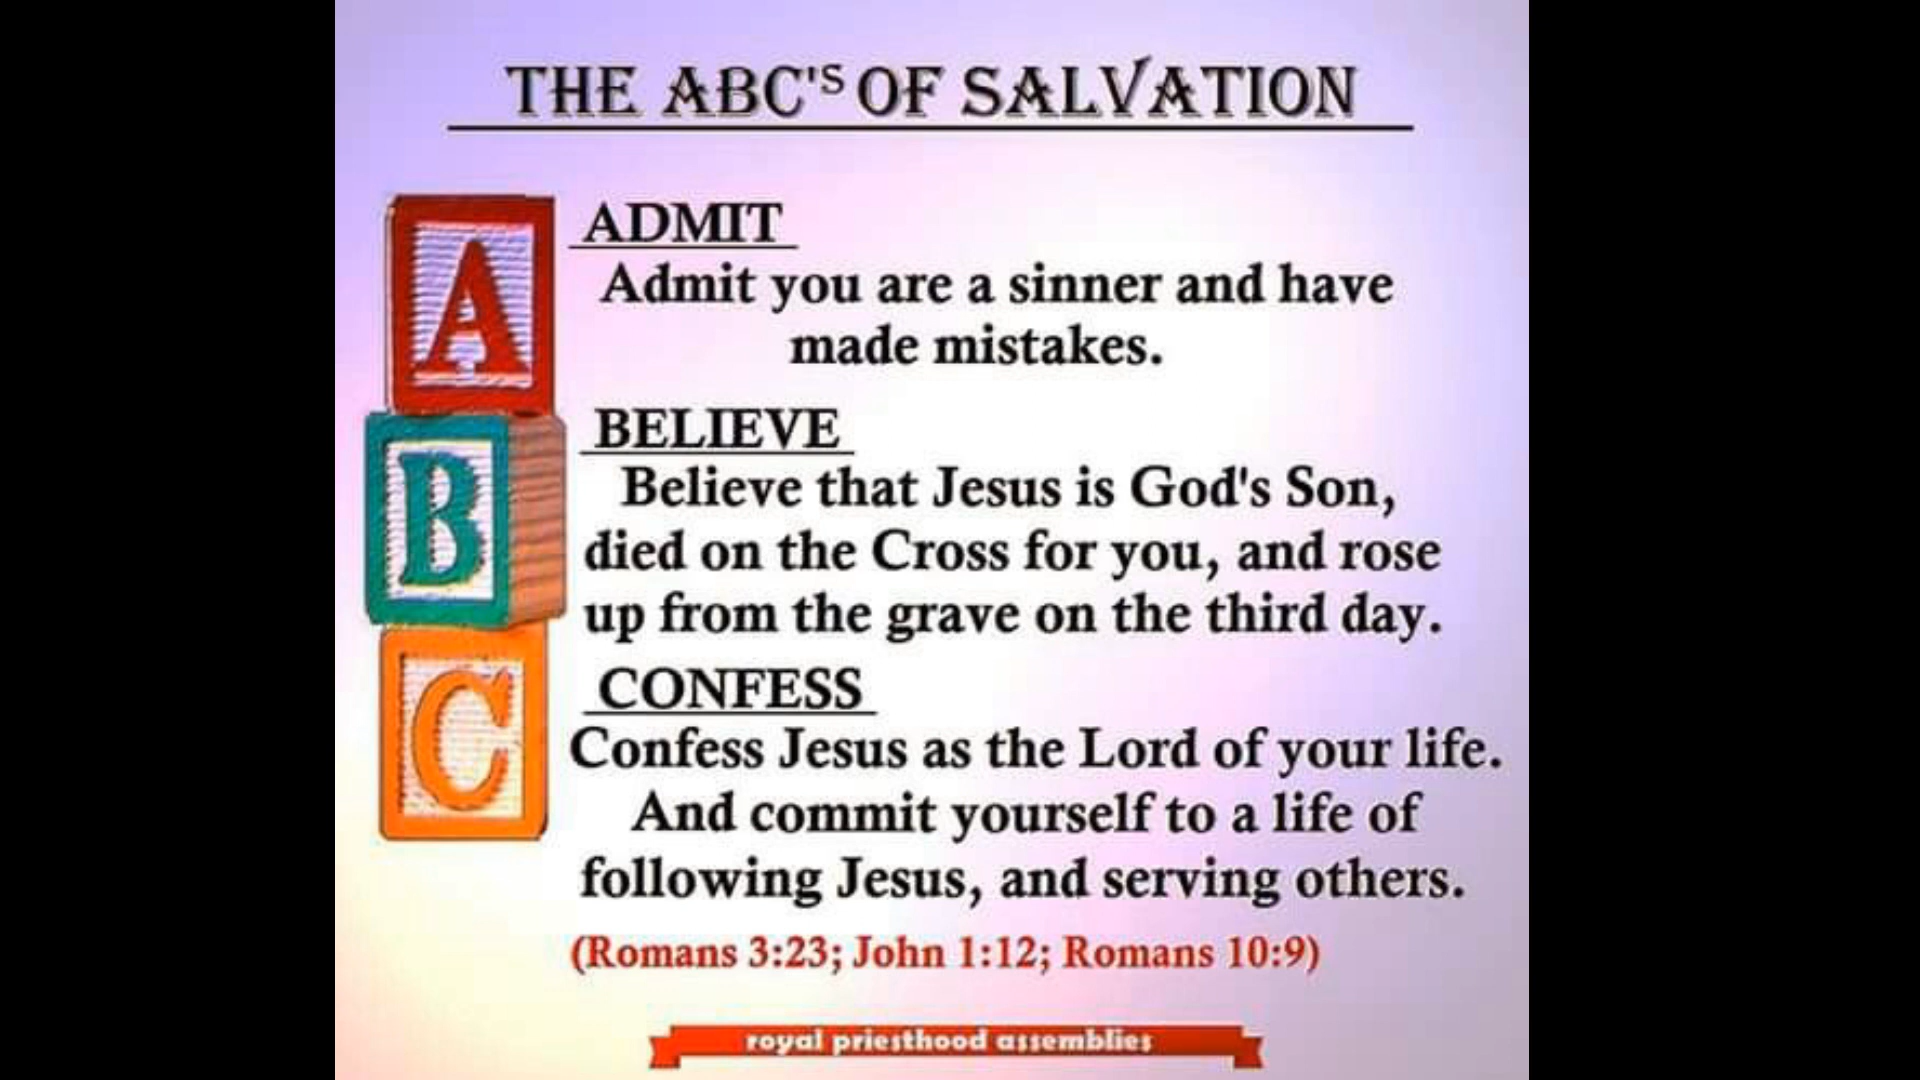 THE ABC'S OF SALVATION
A
ADMIT
Admit you are a sinner and have
made mistakes.
B
BELIEVE
Believe that Jesus is God's Son,
died on the Cross for you, and rose
up from the grave on the third day.
C
CONFESS
Confess Jesus as the Lord of your life.
And commit yourself to a life of
following Jesus, and serving others.
(Romans 3:23; John 1:12; Romans 10:9)
royal priesthood assemblies